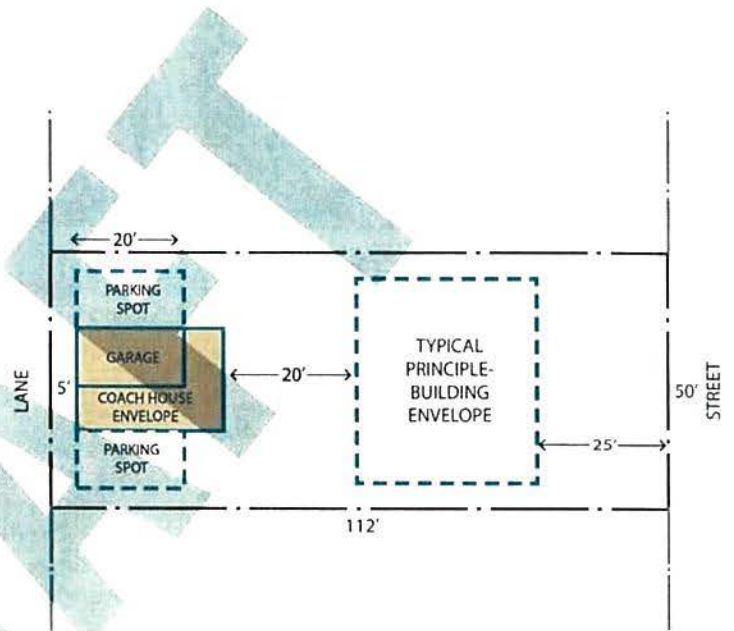 20'
PARKING
SPOT
GARAGE
COACH HOUSE
ENVELOPE
PARKING
SPOT
LANE
5'
20'
TYPICAL
PRINCIPLE-
BUILDING
ENVELOPE
50'
STREET
25'
112'